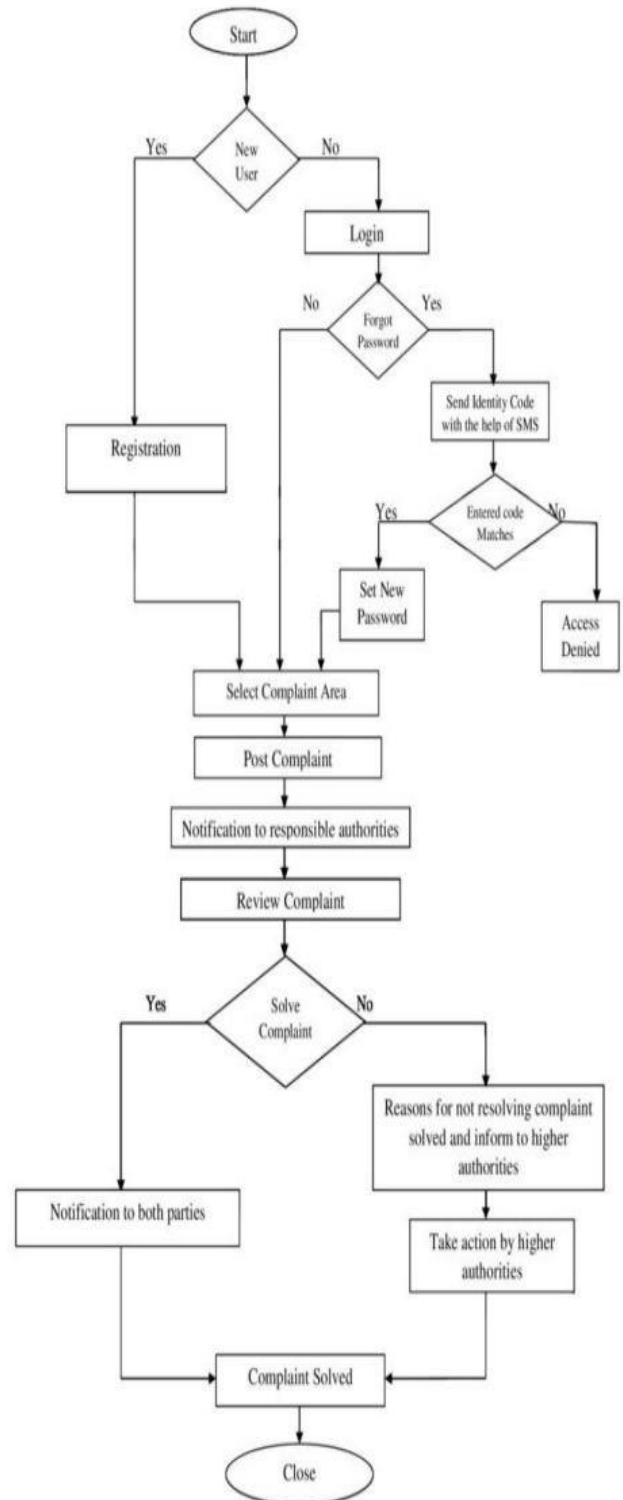 Start
Yes
No
New
User
Login
No
Yes
Forgot
Password
Send Identity Code
with the help of SMS
Registration
Yes
Entered code
Matches
No
Set New
Password
Access
Denied
Select Complaint Area
Post Complaint
Notification to responsible authorities
Review Complaint
Yes
Solve
Complaint
No
Reasons for not resolving complaint
solved and inform to higher
authorities
Notification to both parties
Take action by higher
authorities
Complaint Solved
Close